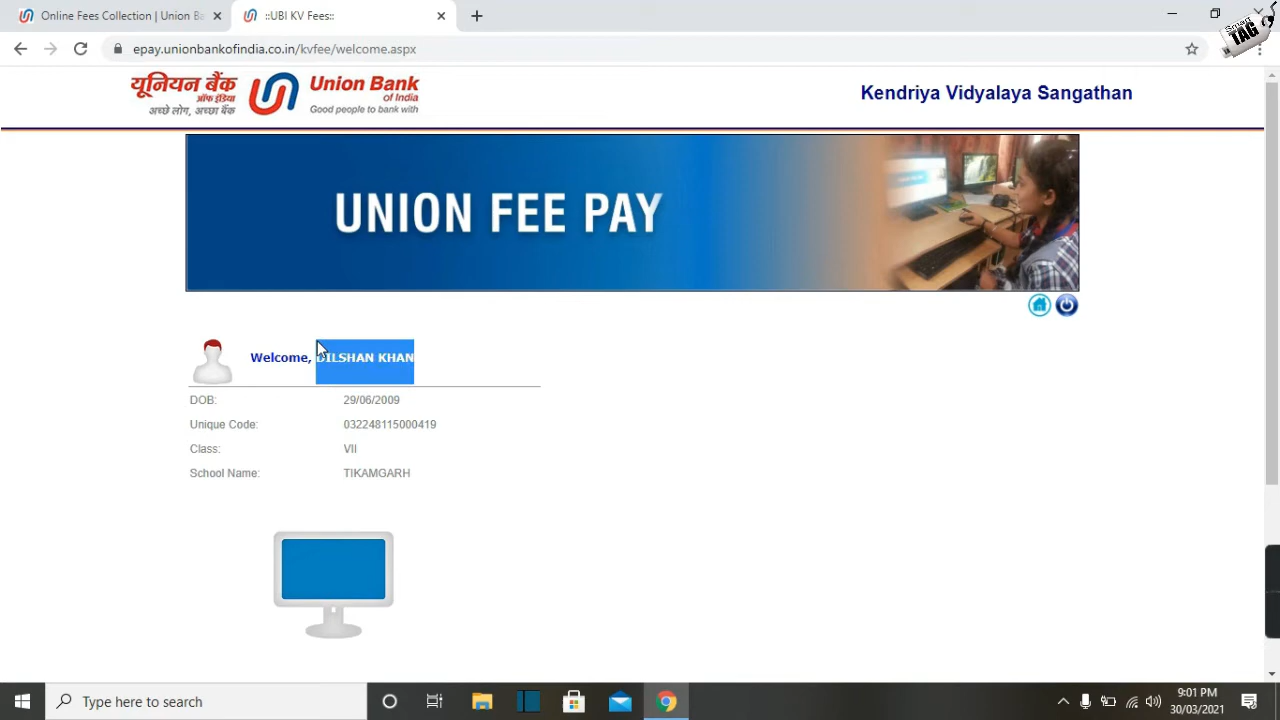 Online Fees Collection | Union Ba
::UBI KV Fees::
Smart TAG
epay.unionbankofindia.co.in/kvfee/welcome.aspx
यूनियन बैंक
ऑफ इंडिया
अच्छे लोग, अच्छा बैंक
Union Bank
of India
Good people to bank with
Kendriya Vidyalaya Sangathan
UNION FEE PAY
Welcome, DILSHAN KHAN
DOB: 29/06/2009
Unique Code: 032248115000419
Class: VII
School Name: TIKAMGARH
Type here to search
9:01 PM
30/03/2021